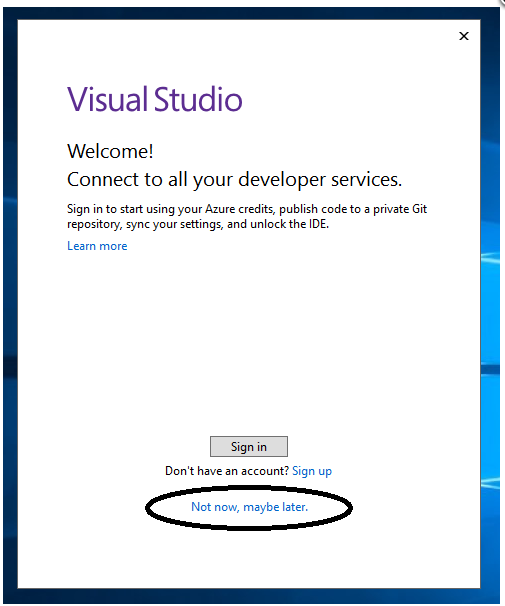 Visual Studio
Welcome!
Connect to all your developer services.
Sign in to start using your Azure credits, publish code to a private Git
repository, sync your settings, and unlock the IDE.
Learn more
Sign in
Don't have an account? Sign up
Not now, maybe later.